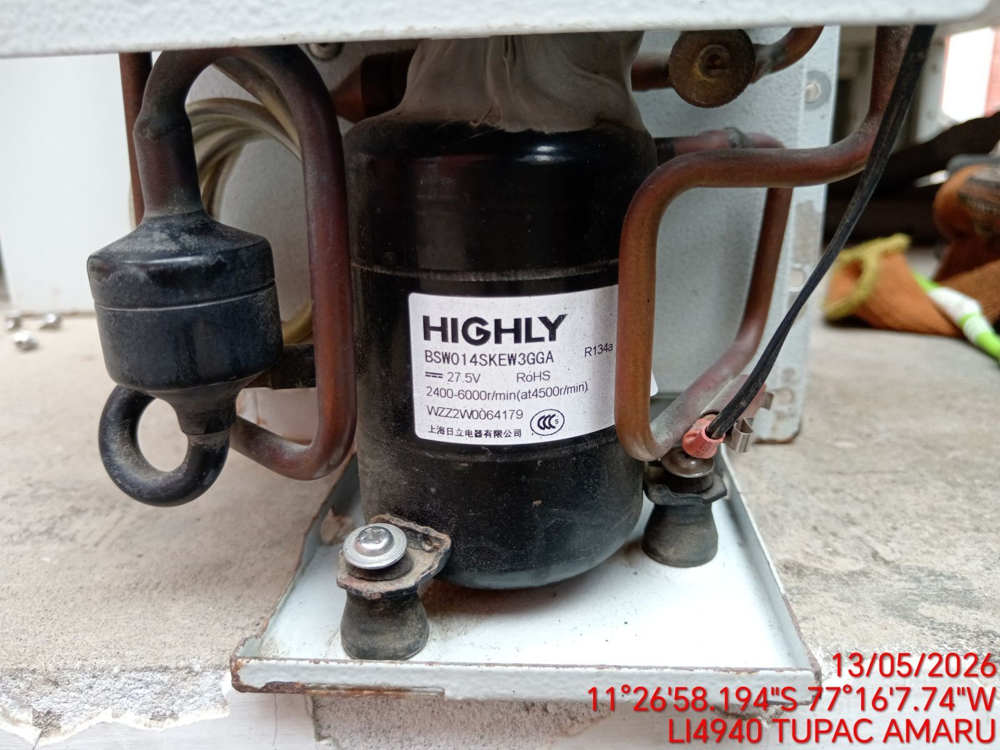 HIGHLY
BSW014SKEW3GGA
R134a
27.5V RoHS
2400-6000r/min(at4500r/min)
WZZ2W0064179
CCC S
上海日立电器有限公司
13/05/2026
11°26'58.194"S 77°16'7.74"W
LI4940 TUPAC AMARU